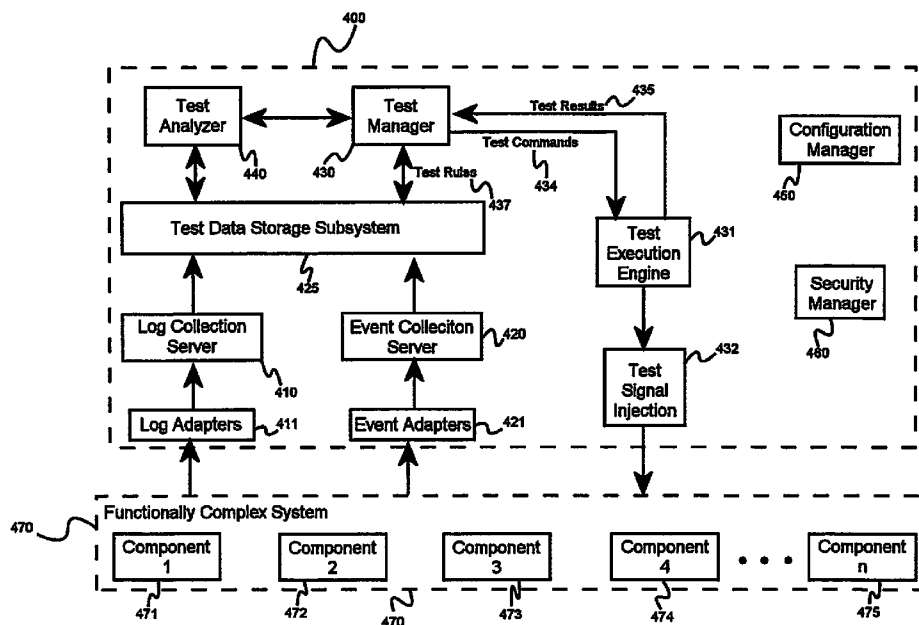 400
Test
Analyzer
440
Test
Manager
430
Test Results
435
Test Commands
434
Test Rules
437
Configuration
Manager
450
Test Data Storage Subsystem
425
Test
Execution
Engine
431
Security
Manager
460
Log Collection
Server
410
Event Colleciton
Server
420
Test
Signal
Injection
432
Log Adapters
411
Event Adapters
421
470
Functionally Complex System
Component
1
471
Component
2
472
470
Component
3
473
Component
4
474
• • •
Component
n
475